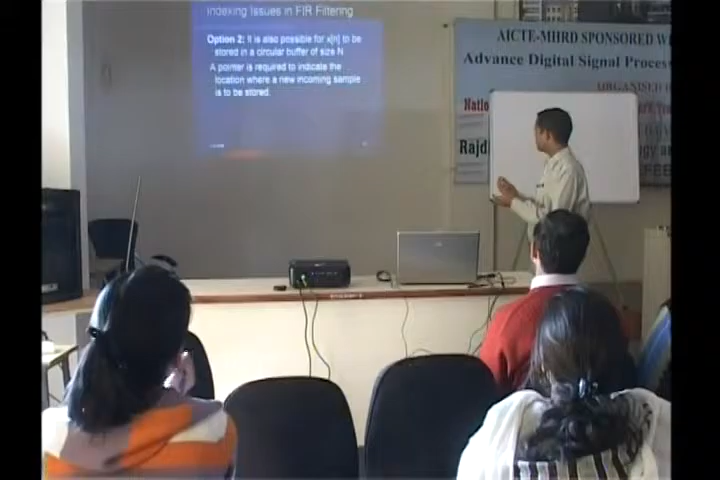 Indexing Issues in FIR Filtering
Option 2: It is also possible for x[n] to be
stored in a circular buffer of size N
A pointer is required to indicate the
location where a new incoming sample
is to be stored.
AICTE-MHRD SPONSORED
Advance Digital Signal Proces
ORGANISED
Natio
Rajd